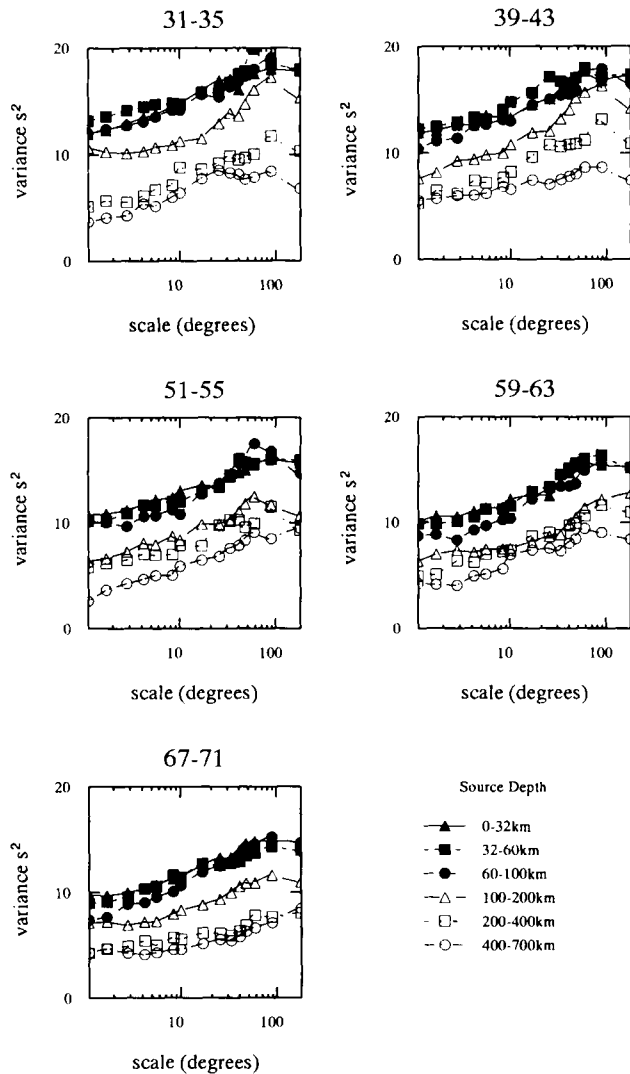 31-35
39-43
20
10
0
variance s²
10
100
scale (degrees)
20
10
0
variance s²
10
100
scale (degrees)
51-55
59-63
20
10
0
variance s²
10
100
scale (degrees)
20
10
0
variance s²
10
100
scale (degrees)
67-71
20
10
0
variance s²
10
100
scale (degrees)
Source Depth
0-32km
32-60km
60-100km
100-200km
200-400km
400-700km